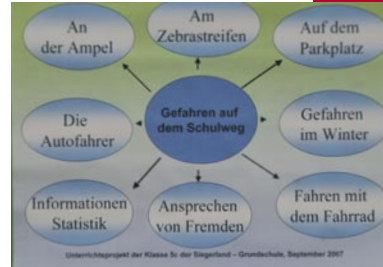 An
der Ampel
Am
Zebrastreifen
Auf dem
Parkplatz
Die
Autofahrer
Gefahren auf
dem Schulweg
Gefahren
im Winter
Informationen
Statistik
Ansprechen
von Fremden
Fahren mit
dem Fahrrad
Unterrichtsprojekt der Klasse 5c der Siegerland – Grundschule, September 2007